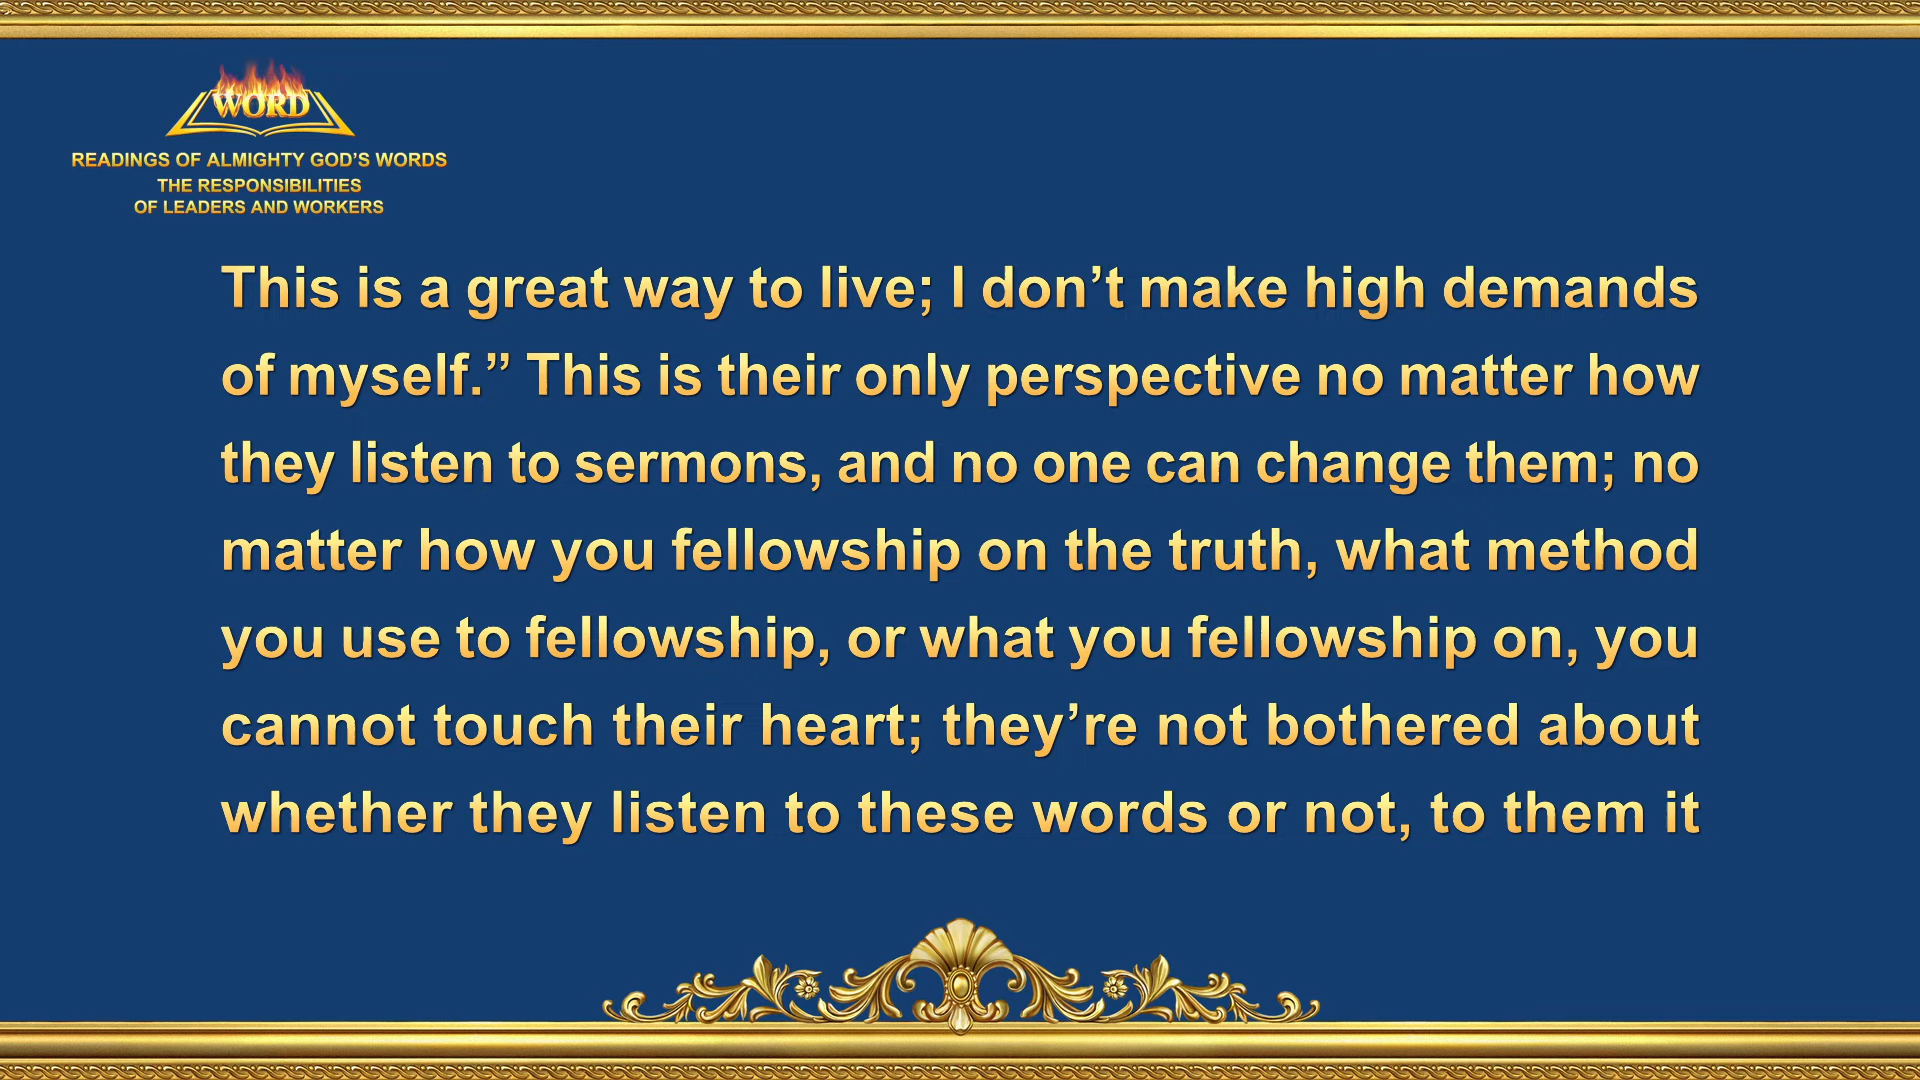 WORD
READINGS OF ALMIGHTY GOD’S WORDS
THE RESPONSIBILITIES
OF LEADERS AND WORKERS
This is a great way to live; I don’t make high demands
of myself.” This is their only perspective no matter how
they listen to sermons, and no one can change them; no
matter how you fellowship on the truth, what method
you use to fellowship, or what you fellowship on, you
cannot touch their heart; they’re not bothered about
whether they listen to these words or not, to them it